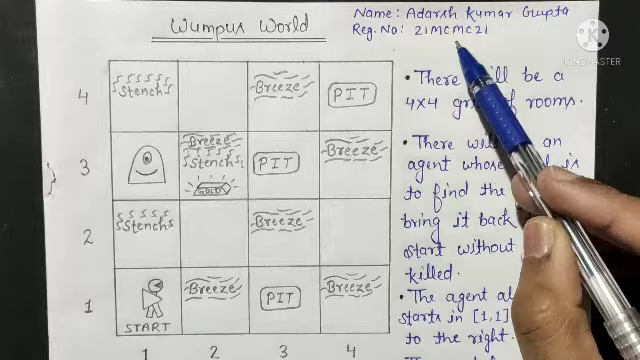 Wumpus World
Name: Adarsh Kumar Gupta
Reg. No: 21MCMC21
KINEMASTER
4
Stench
Breeze
PIT
3
Breeze
Stench
GOLD
PIT
Breeze
2
Stench
Breeze
1
START
Breeze
PIT
Breeze
1 2 3 4
• There will be a
4x4 of rooms.
• There an
agent whose is
to find the
bring it back
start without
killed.
• The agent
starts in [1,1]
to the right.